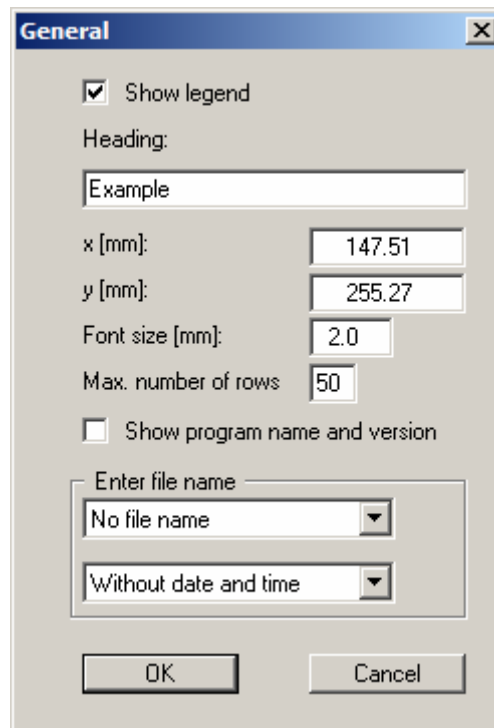 General
Show legend
Heading:
Example
x [mm]: 147.51
y [mm]: 255.27
Font size [mm]: 2.0
Max. number of rows 50
Show program name and version
Enter file name
No file name
Without date and time
OK Cancel